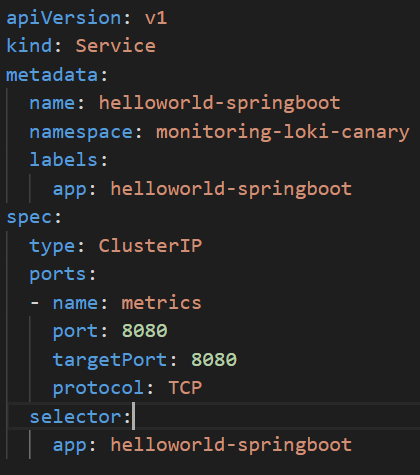 apiVersion: v1
kind: Service
metadata:
  name: helloworld-springboot
  namespace: monitoring-loki-canary
  labels:
    app: helloworld-springboot
spec:
  type: ClusterIP
  ports:
  - name: metrics
    port: 8080
    targetPort: 8080
    protocol: TCP
  selector:
    app: helloworld-springboot